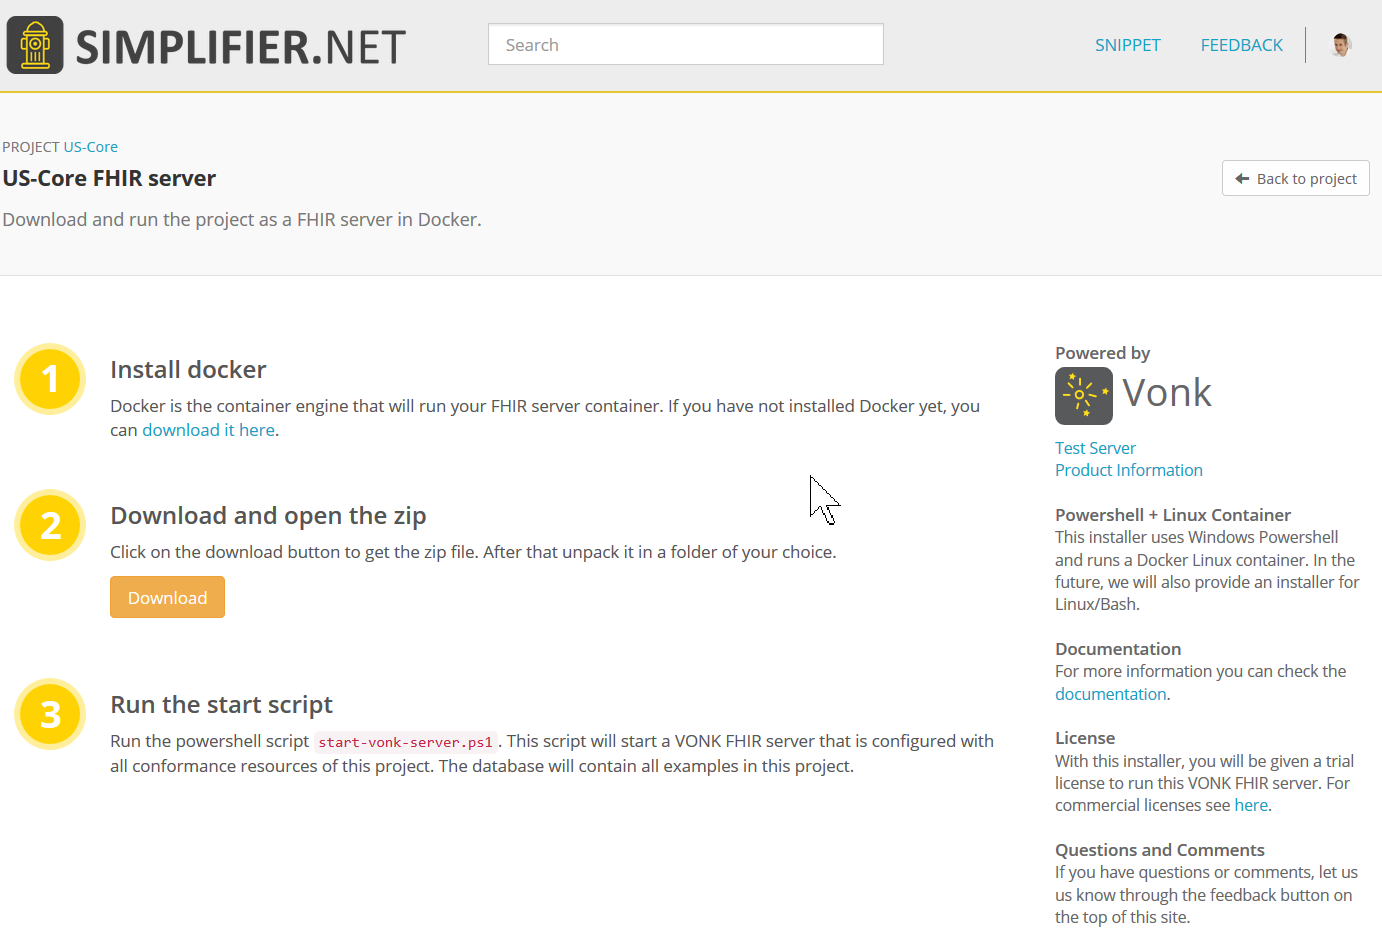 SIMPLIFIER.NET
Search
SNIPPET
FEEDBACK
PROJECT US-Core
US-Core FHIR server
Back to project
Download and run the project as a FHIR server in Docker.
1
Install docker
Docker is the container engine that will run your FHIR server container. If you have not installed Docker yet, you
can download it here.
2
Download and open the zip
Click on the download button to get the zip file. After that unpack it in a folder of your choice.
Download
3
Run the start script
Run the powershell script start-vonk-server.ps1. This script will start a VONK FHIR server that is configured with
all conformance resources of this project. The database will contain all examples in this project.
Powered by
Vonk
Test Server
Product Information
Powershell + Linux Container
This installer uses Windows Powershell
and runs a Docker Linux container. In the
future, we will also provide an installer for
Linux/Bash.
Documentation
For more information you can check the
documentation.
License
With this installer, you will be given a trial
license to run this VONK FHIR server. For
commercial licenses see here.
Questions and Comments
If you have questions or comments, let us
us know through the feedback button on
the top of this site.